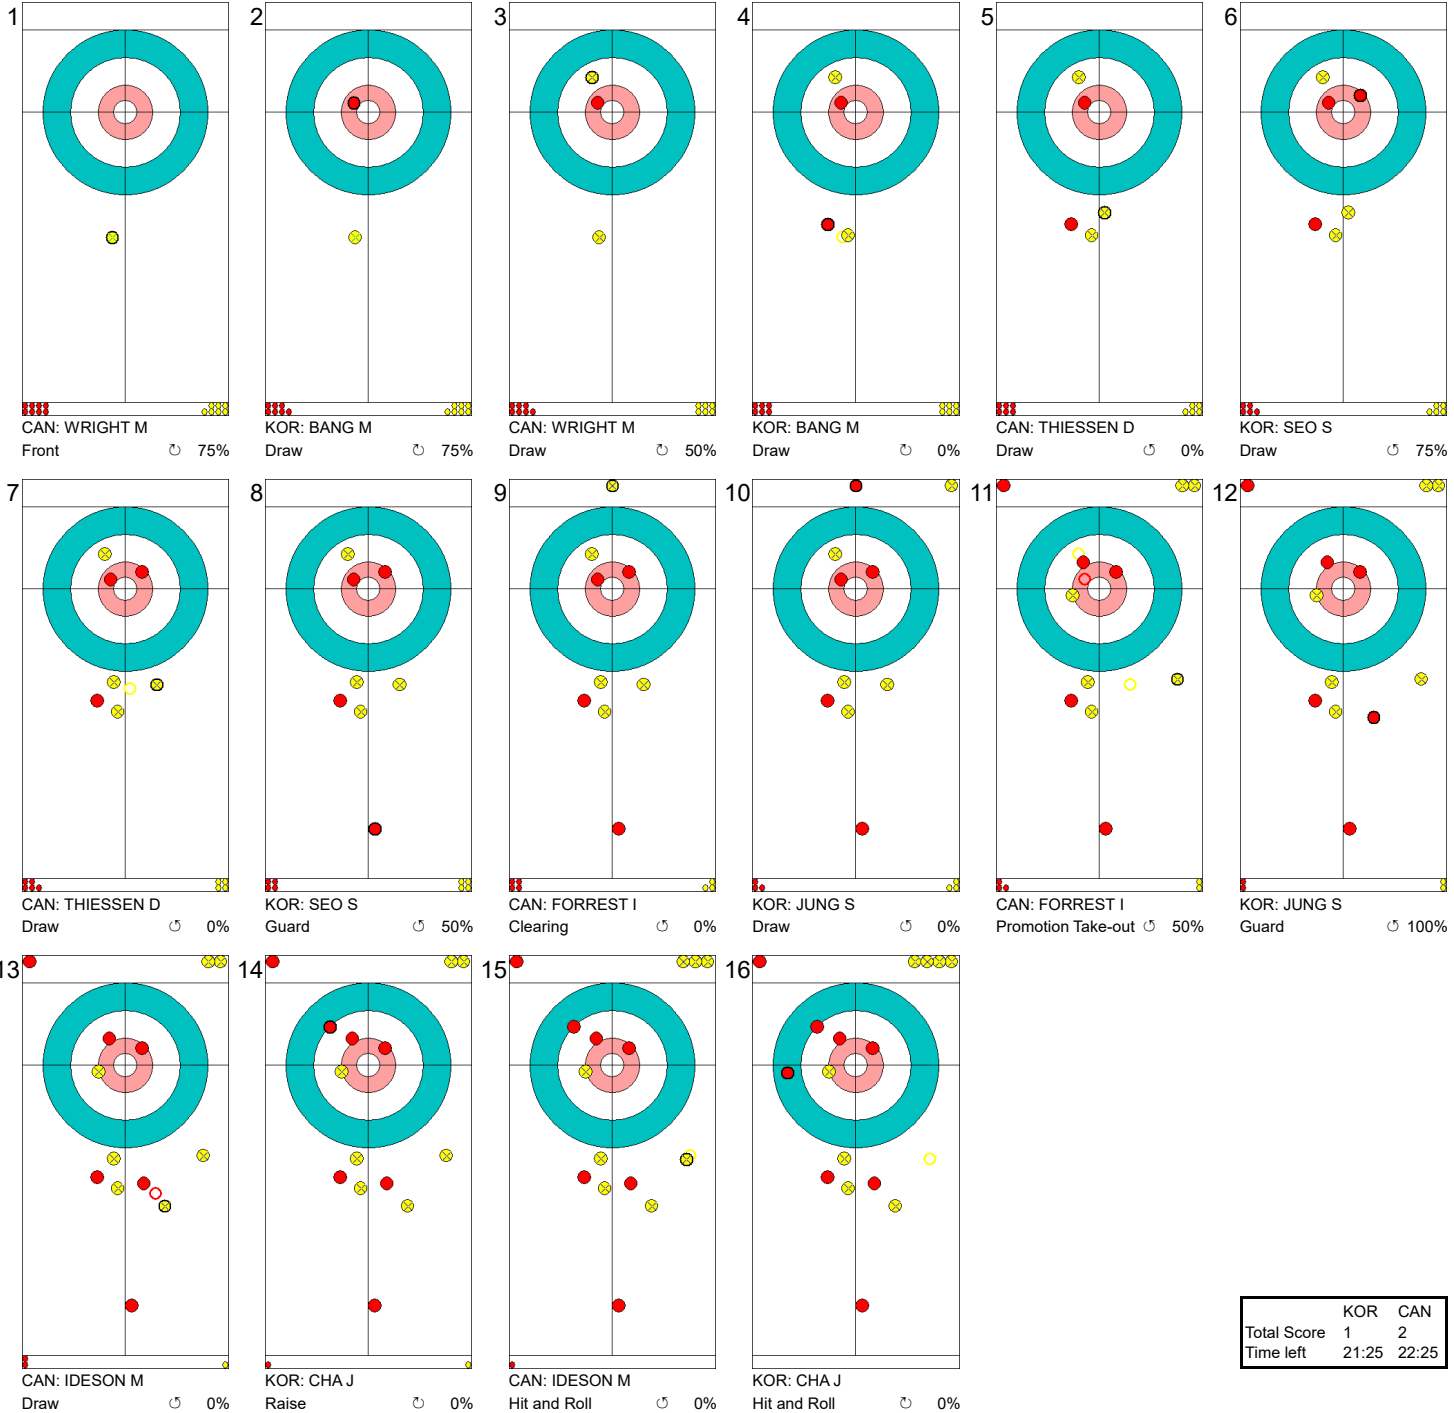 1
CAN: WRIGHT M
Front ↻ 75%
2
KOR: BANG M
Draw ↻ 75%
3
CAN: WRIGHT M
Draw ↻ 50%
4
KOR: BANG M
Draw ↻ 0%
5
CAN: THIESSEN D
Draw ↺ 0%
6
KOR: SEO S
Draw ↺ 75%
7
CAN: THIESSEN D
Draw ↺ 0%
8
KOR: SEO S
Guard ↺ 50%
9
CAN: FORREST I
Clearing ↺ 0%
10
KOR: JUNG S
Draw ↺ 0%
11
CAN: FORREST I
Promotion Take-out ↺ 50%
12
KOR: JUNG S
Guard ↺ 100%
13
CAN: IDESON M
Draw ↺ 0%
14
KOR: CHA J
Raise ↻ 0%
15
CAN: IDESON M
Hit and Roll ↺ 0%
16
KOR: CHA J
Hit and Roll ↻ 0%
KOR CAN
Total Score 1 2
Time left 21:25 22:25